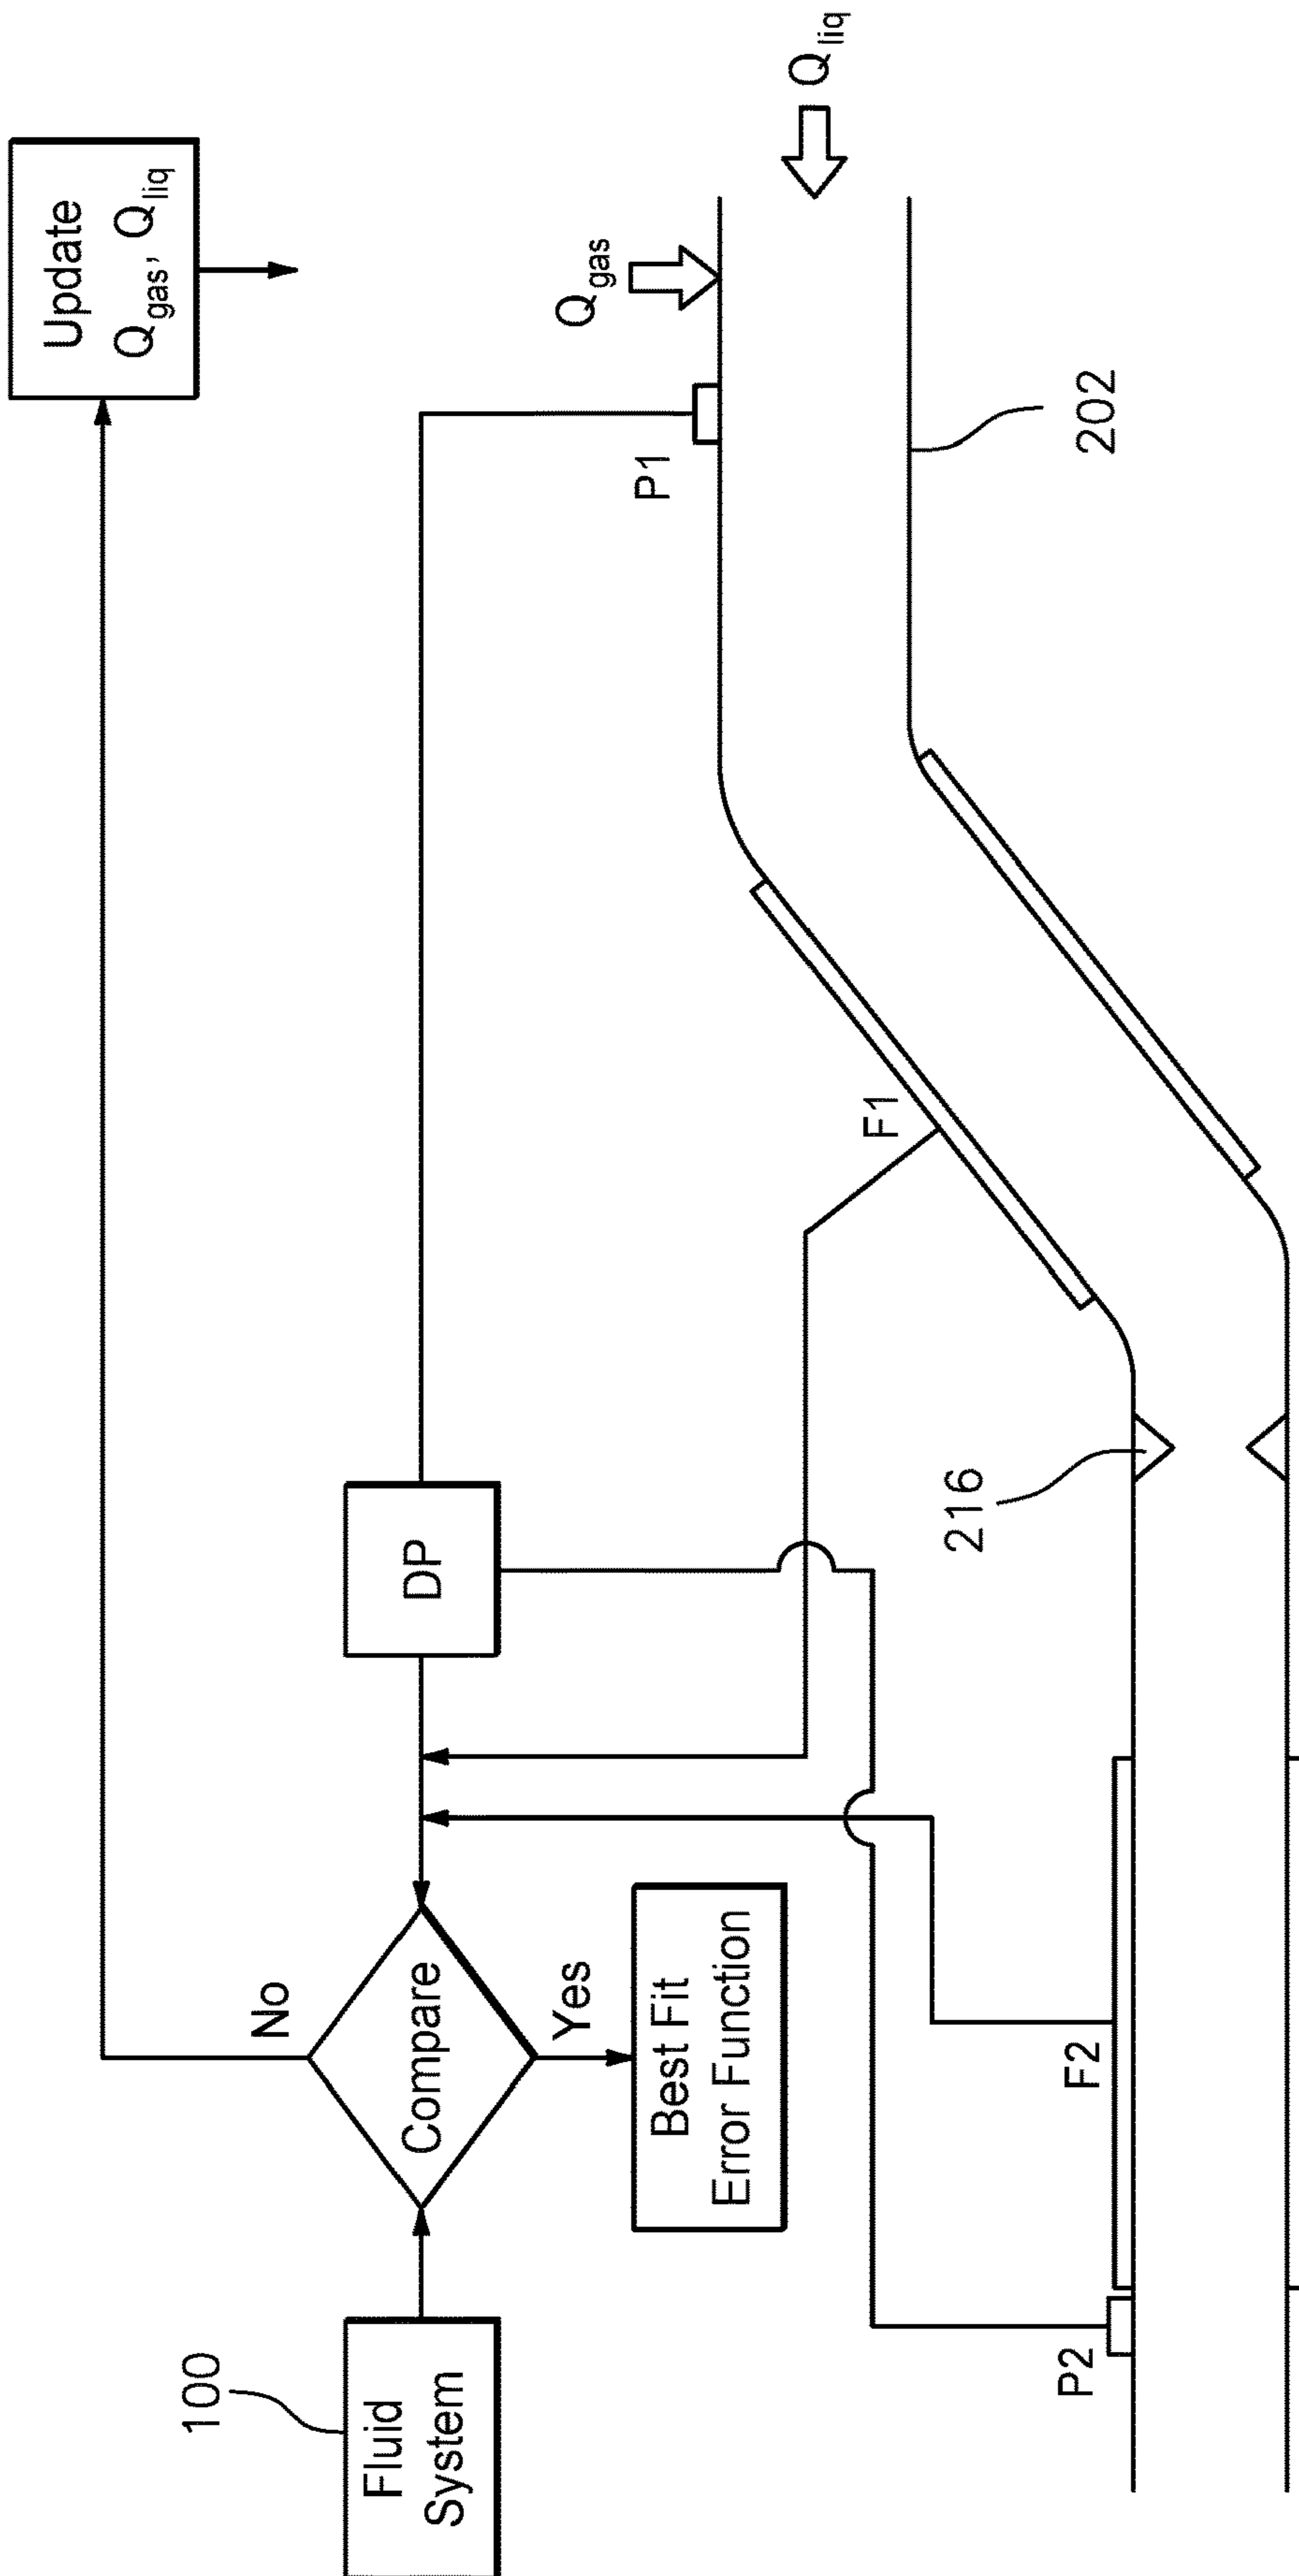 Update
Qgas, Qliq
No
100
Fluid
System
Compare
DP
Yes
Best Fit
Error Function
Qgas
Qliq
P1
F1
202
216
F2
P2